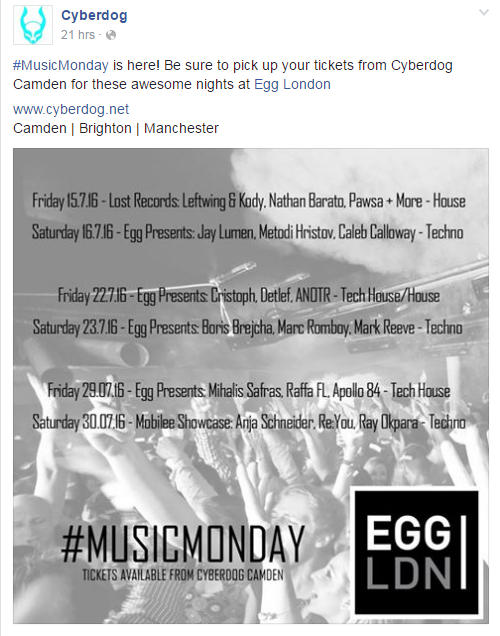 Cyberdog
21 hrs ·
#MusicMonday is here! Be sure to pick up your tickets from Cyberdog
Camden for these awesome nights at Egg London
www.cyberdog.net
Camden | Brighton | Manchester
Friday 15.7.16 - Lost Records: Leftwing & Kody, Nathan Barato, Pawsa + More - House
Saturday 16.7.16 - Egg Presents: Jay Lumen, Metodi Hristov, Caleb Calloway - Techno
Friday 22.7.16 - Egg Presents: Cristoph, Detlef, ANOTR - Tech House/House
Saturday 23.7.16 - Egg Presents: Boris Brejcha, Marc Romboy, Mark Reeve - Techno
Friday 29.07.16 - Egg Presents: Mihalis Safras, Raffa FL, Apollo 84 - Tech House
Saturday 30.07.16 - Mobilee Showcase: Anja Schneider, Re:You, Ray Okpara - Techno
#MUSICMONDAY
TICKETS AVAILABLE FROM CYBERDOG CAMDEN
EGG
LDN